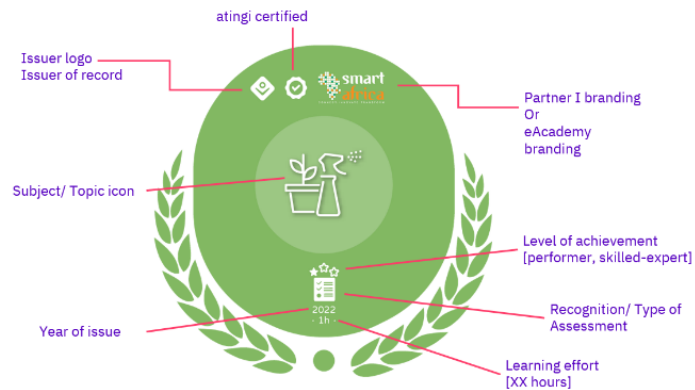 atingi certified
Issuer logo
Issuer of record
smart
africa
Partner I branding
Or
eAcademy
branding
Subject/ Topic icon
Level of achievement
[performer, skilled-expert]
Recognition/ Type of
Assessment
2022
- 1h -
Year of issue
Learning effort
[XX hours]